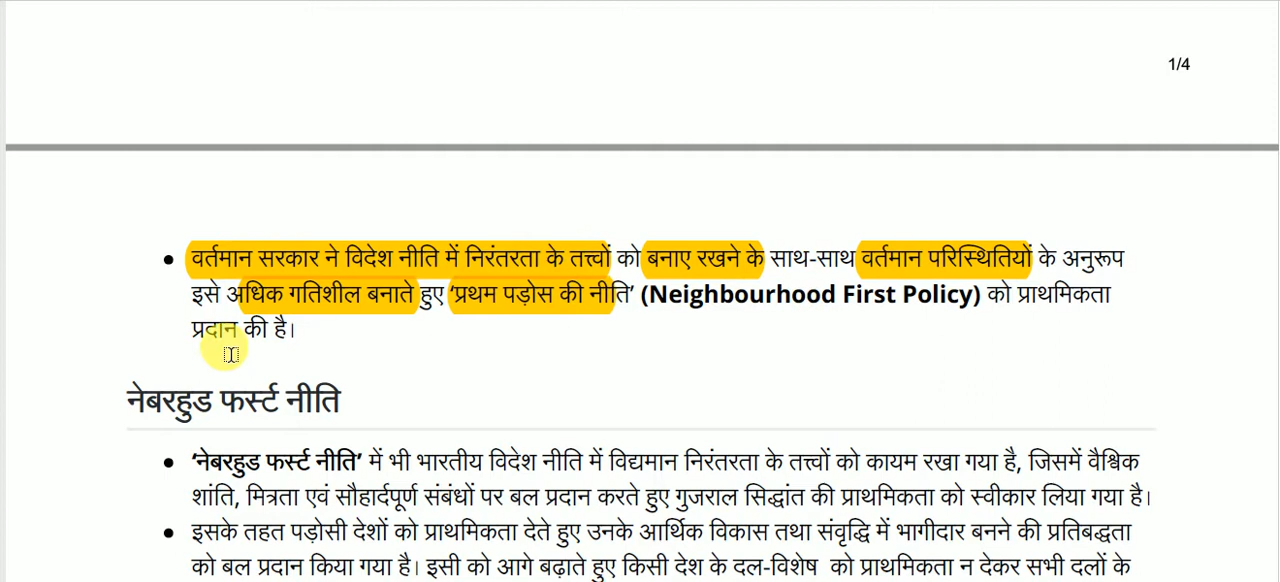 1/4
• वर्तमान सरकार ने विदेश नीति में निरंतरता के तत्त्वों को बनाए रखने के साथ-साथ वर्तमान परिस्थितियों के अनुरूप
इसे अधिक गतिशील बनाते हुए ‘प्रथम पड़ोस की नीति’ (Neighbourhood First Policy) को प्राथमिकता
प्रदान की है।
नेबरहुड फर्स्ट नीति
• ‘नेबरहुड फर्स्ट नीति’ में भी भारतीय विदेश नीति में विद्यमान निरंतरता के तत्त्वों को कायम रखा गया है, जिसमें वैश्विक
शांति, मित्रता एवं सौहार्दपूर्ण संबंधों पर बल प्रदान करते हुए गुजराल सिद्धांत की प्राथमिकता को स्वीकार लिया गया है।
• इसके तहत पड़ोसी देशों को प्राथमिकता देते हुए उनके आर्थिक विकास तथा संवृद्धि में भागीदार बनने की प्रतिबद्धता
को बल प्रदान किया गया है। इसी को आगे बढ़ाते हुए किसी देश के दल-विशेष को प्राथमिकता न देकर सभी दलों के